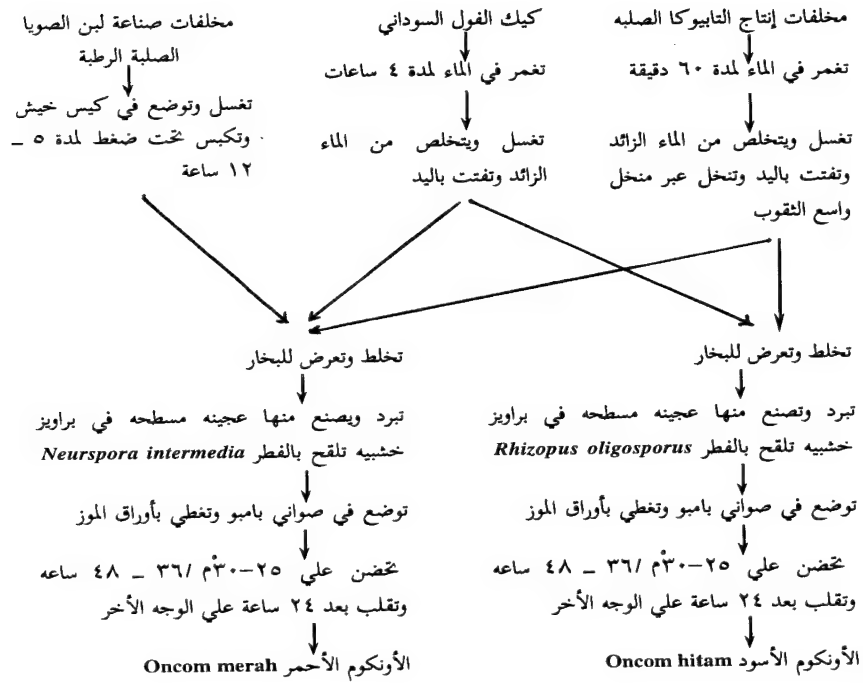 مخلفات إنتاج التابيوكا الصلبه
تغمر في الماء لمدة ٦٠ دقيقة
تغسل ويتخلص من الماء الزائد
وتفتت باليد وتنخل عبر منخل
واسع الثقوب
كيك الفول السوداني
تغمر في الماء لمدة ٤ ساعات
تغسل ويتخلص من الماء
الزائد وتفتت باليد
مخلفات صناعة لبن الصويا
الصلبة الرطبة
تغسل وتوضع في كيس خيش
وتكبس تحت ضغط لمدة ٥ –
١٢ ساعة
تخلط وتعرض للبخار
تبرد وتصنع منها عجينه مسطحه في براويز
خشبيه تلقح بالفطر Rhizopus oligosporus
توضع في صواني بامبو وتغطي بأوراق الموز
تحضن علي ٢٥–٣٠°م /٣٦ – ٤٨ ساعه
وتقلب بعد ٢٤ ساعة علي الوجه الأخر
الأونكوم الأسود Oncom hitam
تخلط وتعرض للبخار
تبرد ويصنع منها عجينه مسطحه في براويز
خشبيه تلقح بالفطر Neurspora intermedia
توضع في صواني بامبو وتغطي بأوراق الموز
تحضن علي ٢٥–٣٠°م /٣٦ – ٤٨ ساعه
وتقلب بعد ٢٤ ساعة علي الوجه الأخر
الأونكوم الأحمر Oncom merah